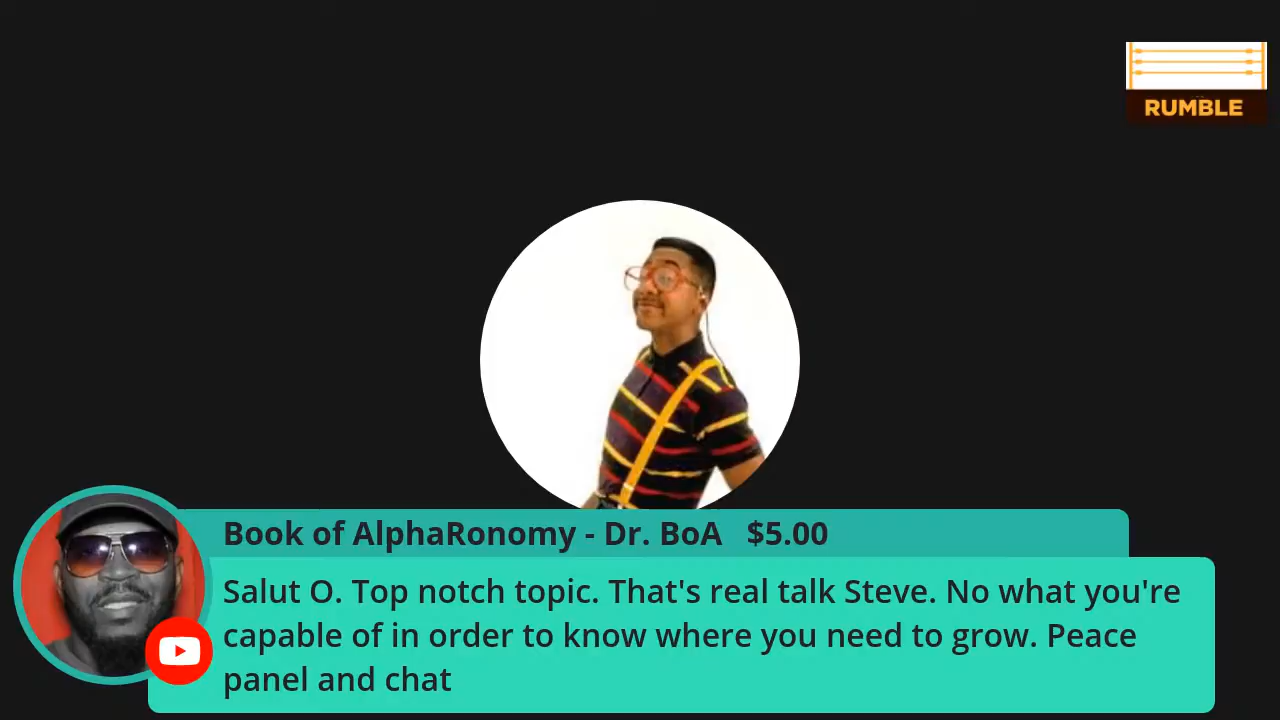 RUMBLE
Book of AlphaRonomy - Dr. BoA $5.00
Salut O. Top notch topic. That's real talk Steve. No what you're
capable of in order to know where you need to grow. Peace
panel and chat